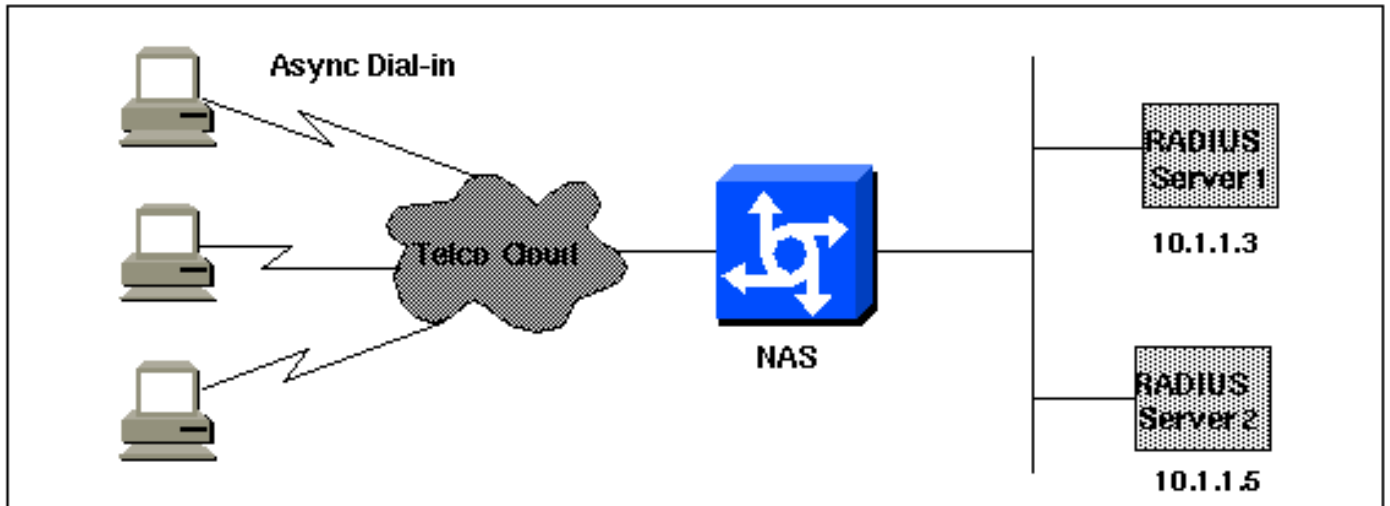 Async Dial-in
Telco Cloud
NAS
RADIUS
Server 1
10.1.1.3
RADIUS
Server 2
10.1.1.5